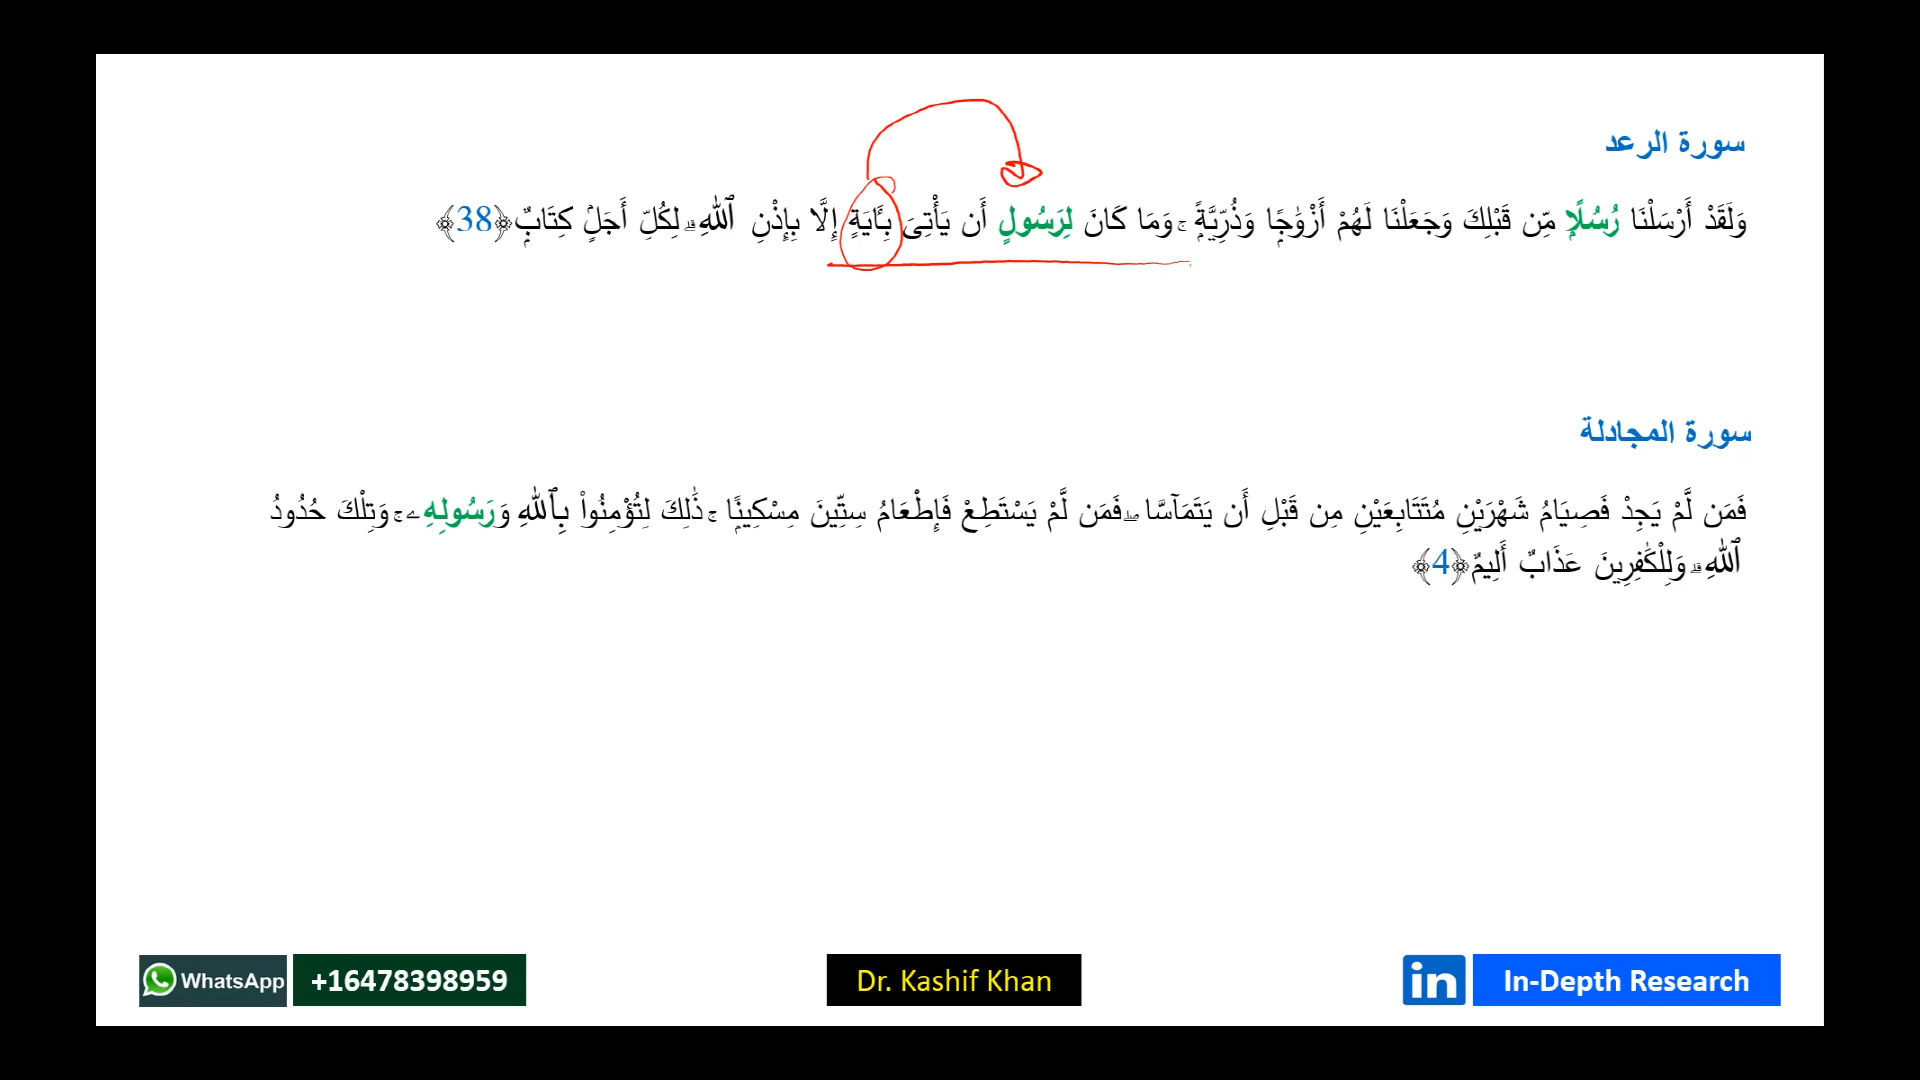 سورة الرعد
وَلَقَدْ أَرْسَلْنَا رُسُلًۭا مِّن قَبْلِكَ وَجَعَلْنَا لَهُمْ أَزْوَٰجًۭا وَذُرِّيَّةًۭ ۚ وَمَا كَانَ لِرَسُولٍ أَن يَأْتِىَ بِـَٔايَةٍ إِلَّا بِإِذْنِ ٱللَّهِ ۗ لِكُلِّ أَجَلٍۢ كِتَابٌۭ ﴿38﴾
سورة المجادلة
فَمَن لَّمْ يَجِدْ فَصِيَامُ شَهْرَيْنِ مُتَتَابِعَيْنِ مِن قَبْلِ أَن يَتَمَآسَّا ۖ فَمَن لَّمْ يَسْتَطِعْ فَإِطْعَامُ سِتِّينَ مِسْكِينًۭا ۚ ذَٰلِكَ لِتُؤْمِنُوا۟ بِٱللَّهِ وَرَسُولِهِۦ ۚ وَتِلْكَ حُدُودُ
ٱللَّهِ ۗ وَلِلْكَٰفِرِينَ عَذَابٌ أَلِيمٌ ﴿4﴾
WhatsApp +16478398959 Dr. Kashif Khan in In-Depth Research